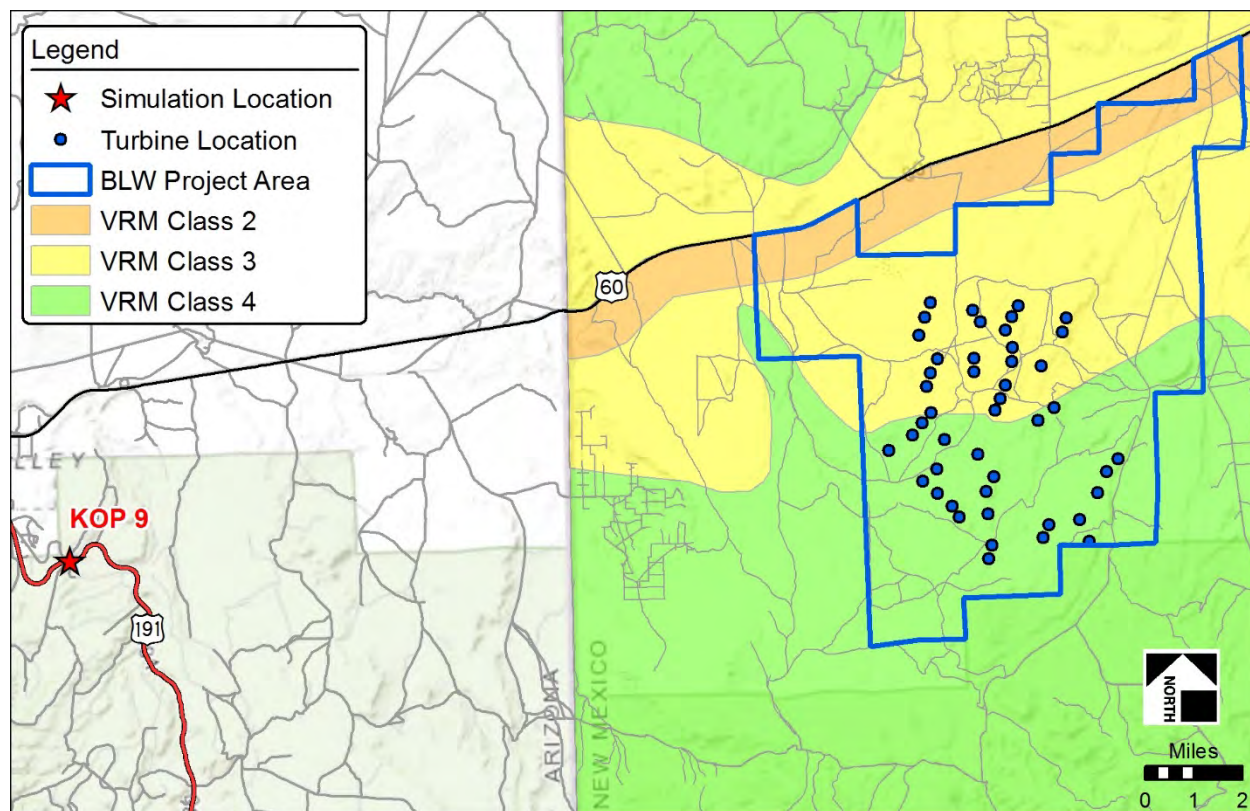 Legend
Simulation Location
Turbine Location
BLW Project Area
VRM Class 2
VRM Class 3
VRM Class 4
60
LLEY
KOP 9
191
ARIZONA
NEW MEXICO
NORTH
Miles
0 1 2